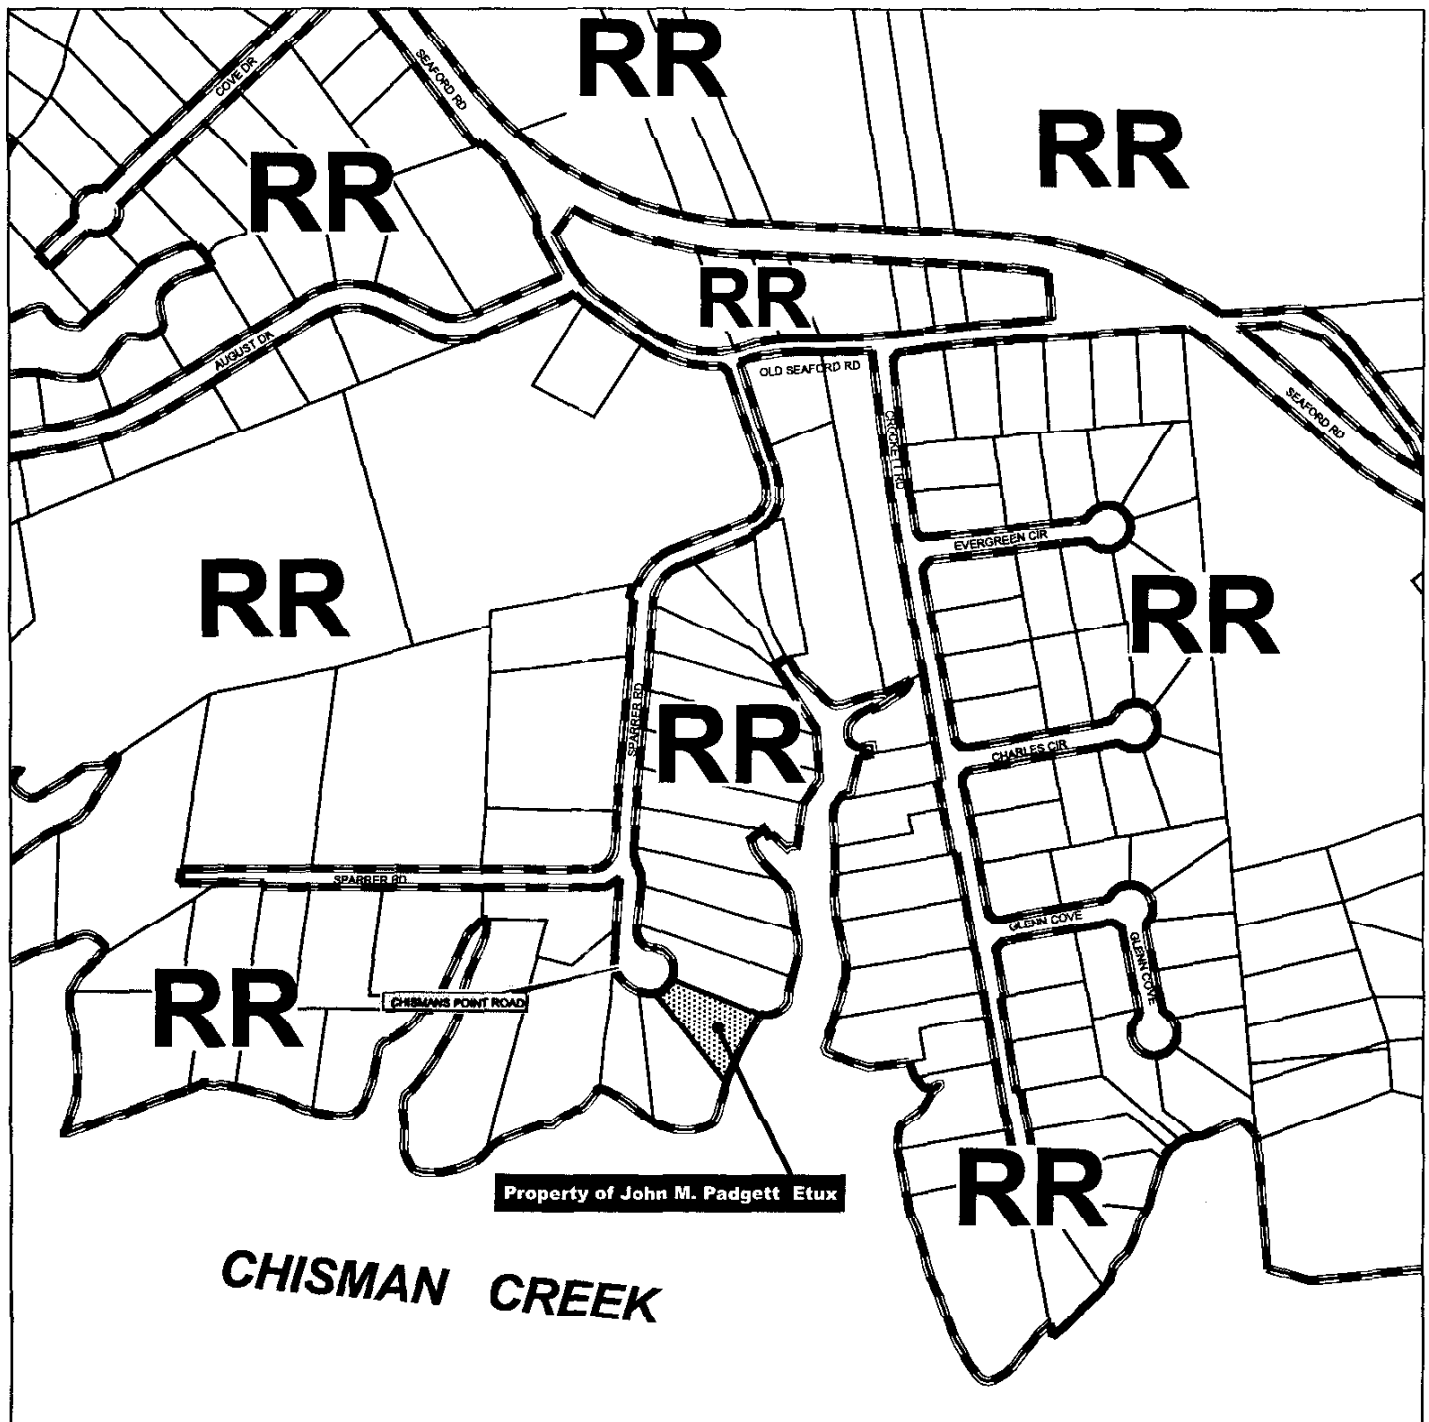 RR
COVE DR
SEAFORD RD
RR
RR
RR
AUGUST DR
OLD SEAFORD RD
SEAFORD RD
CROCKETT RD
EVERGREEN CIR
RR
RR
SPARRER RD
RR
CHARLES CIR
SPARRER RD
GLENN COVE
GLENN COVE
RR
CHISMANS POINT ROAD
RR
Property of John M. Padgett Etux
CHISMAN CREEK